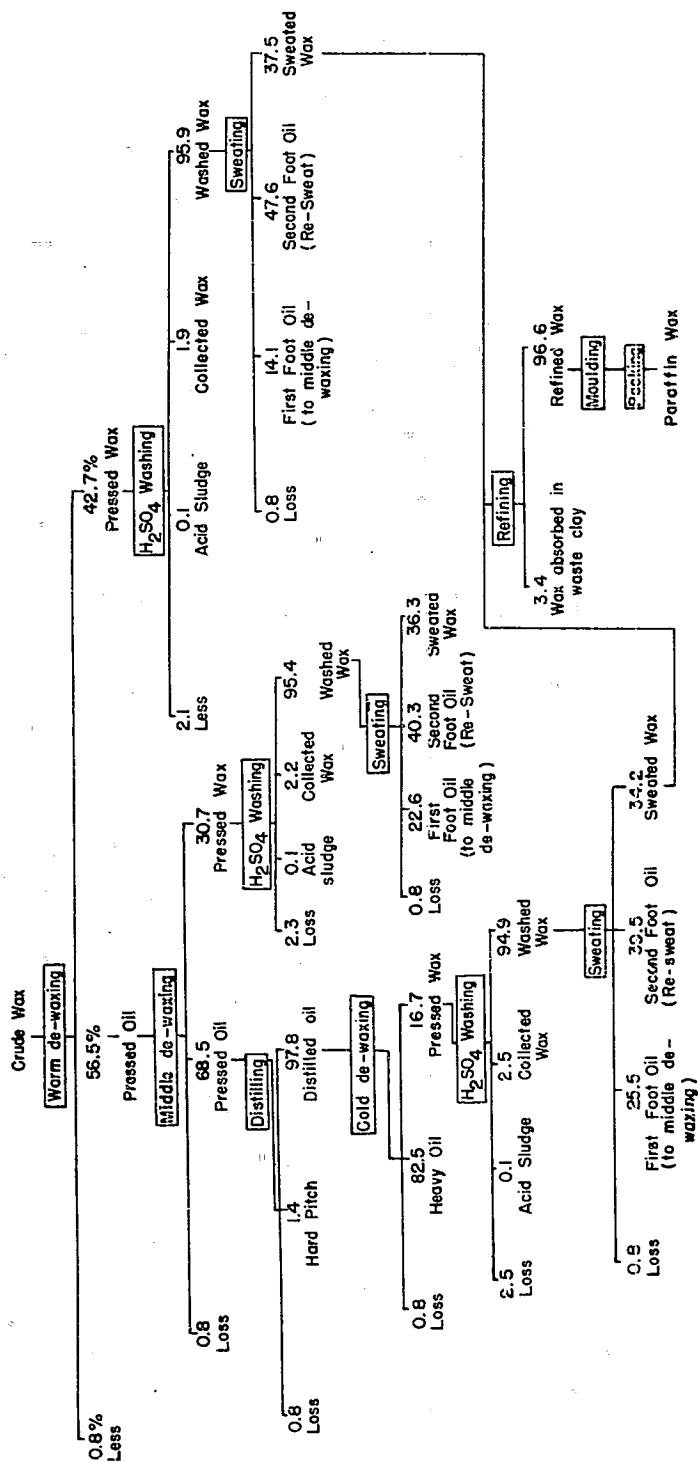 Crude Wax
Warm de-waxing
0.8%
Less
56.5%
Pressed Oil
42.7%
Pressed Wax
Middle de-waxing
H2SO4 Washing
0.8
Loss
68.5
Pressed Oil
30.7
Pressed Wax
2.1
Less
0.1
Acid Sludge
1.9
Collected Wax
95.9
Washed Wax
Distilling
H2SO4 Washing
Sweating
0.8
Loss
1.4
Hard Pitch
97.8
Distilled oil
2.3
Loss
0.1
Acid
sludge
2.2
Collected
Wax
95.4
Washed
Wax
0.8
Loss
14.1
First Foot Oil
(to middle de-
waxing)
47.6
Second Foot Oil
(Re-Sweat)
37.5
Sweated
Wax
Cold de-waxing
Sweating
0.8
Loss
82.5
Heavy Oil
16.7
Pressed Wax
0.8
Loss
22.6
First
Foot Oil
(to middle
de-waxing)
40.3
Second
Foot Oil
(Re-Sweat)
36.3
Sweated
Wax
H2SO4 Washing
2.5
Loss
0.1
Acid Sludge
2.5
Collected
Wax
94.9
Washed
Wax
Refining
3.4
Wax absorbed in
waste clay
96.6
Refined Wax
Sweating
Moulding
Packing
Paraffin Wax
Loss
25.5
First Foot Oil
(to middle de-
waxing)
39.5
Second Foot Oil
(Re-sweat)
34.2
Sweated Wax